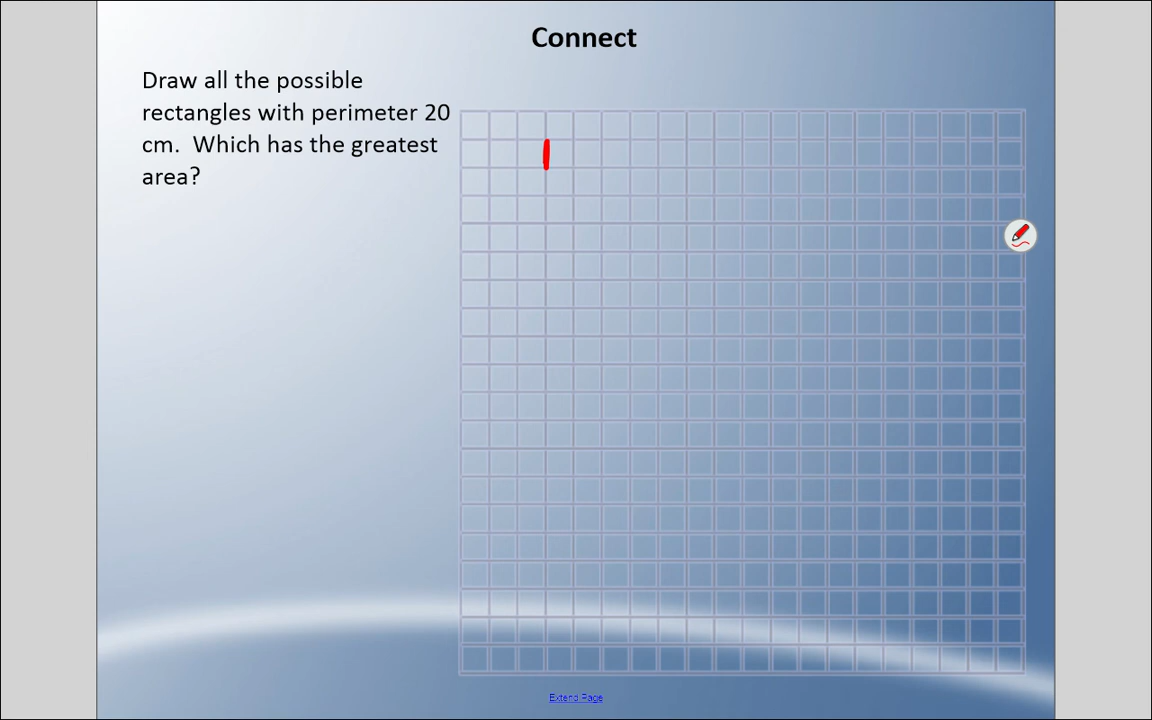 Connect
Draw all the possible
rectangles with perimeter 20
cm.  Which has the greatest
area?
Extend Page